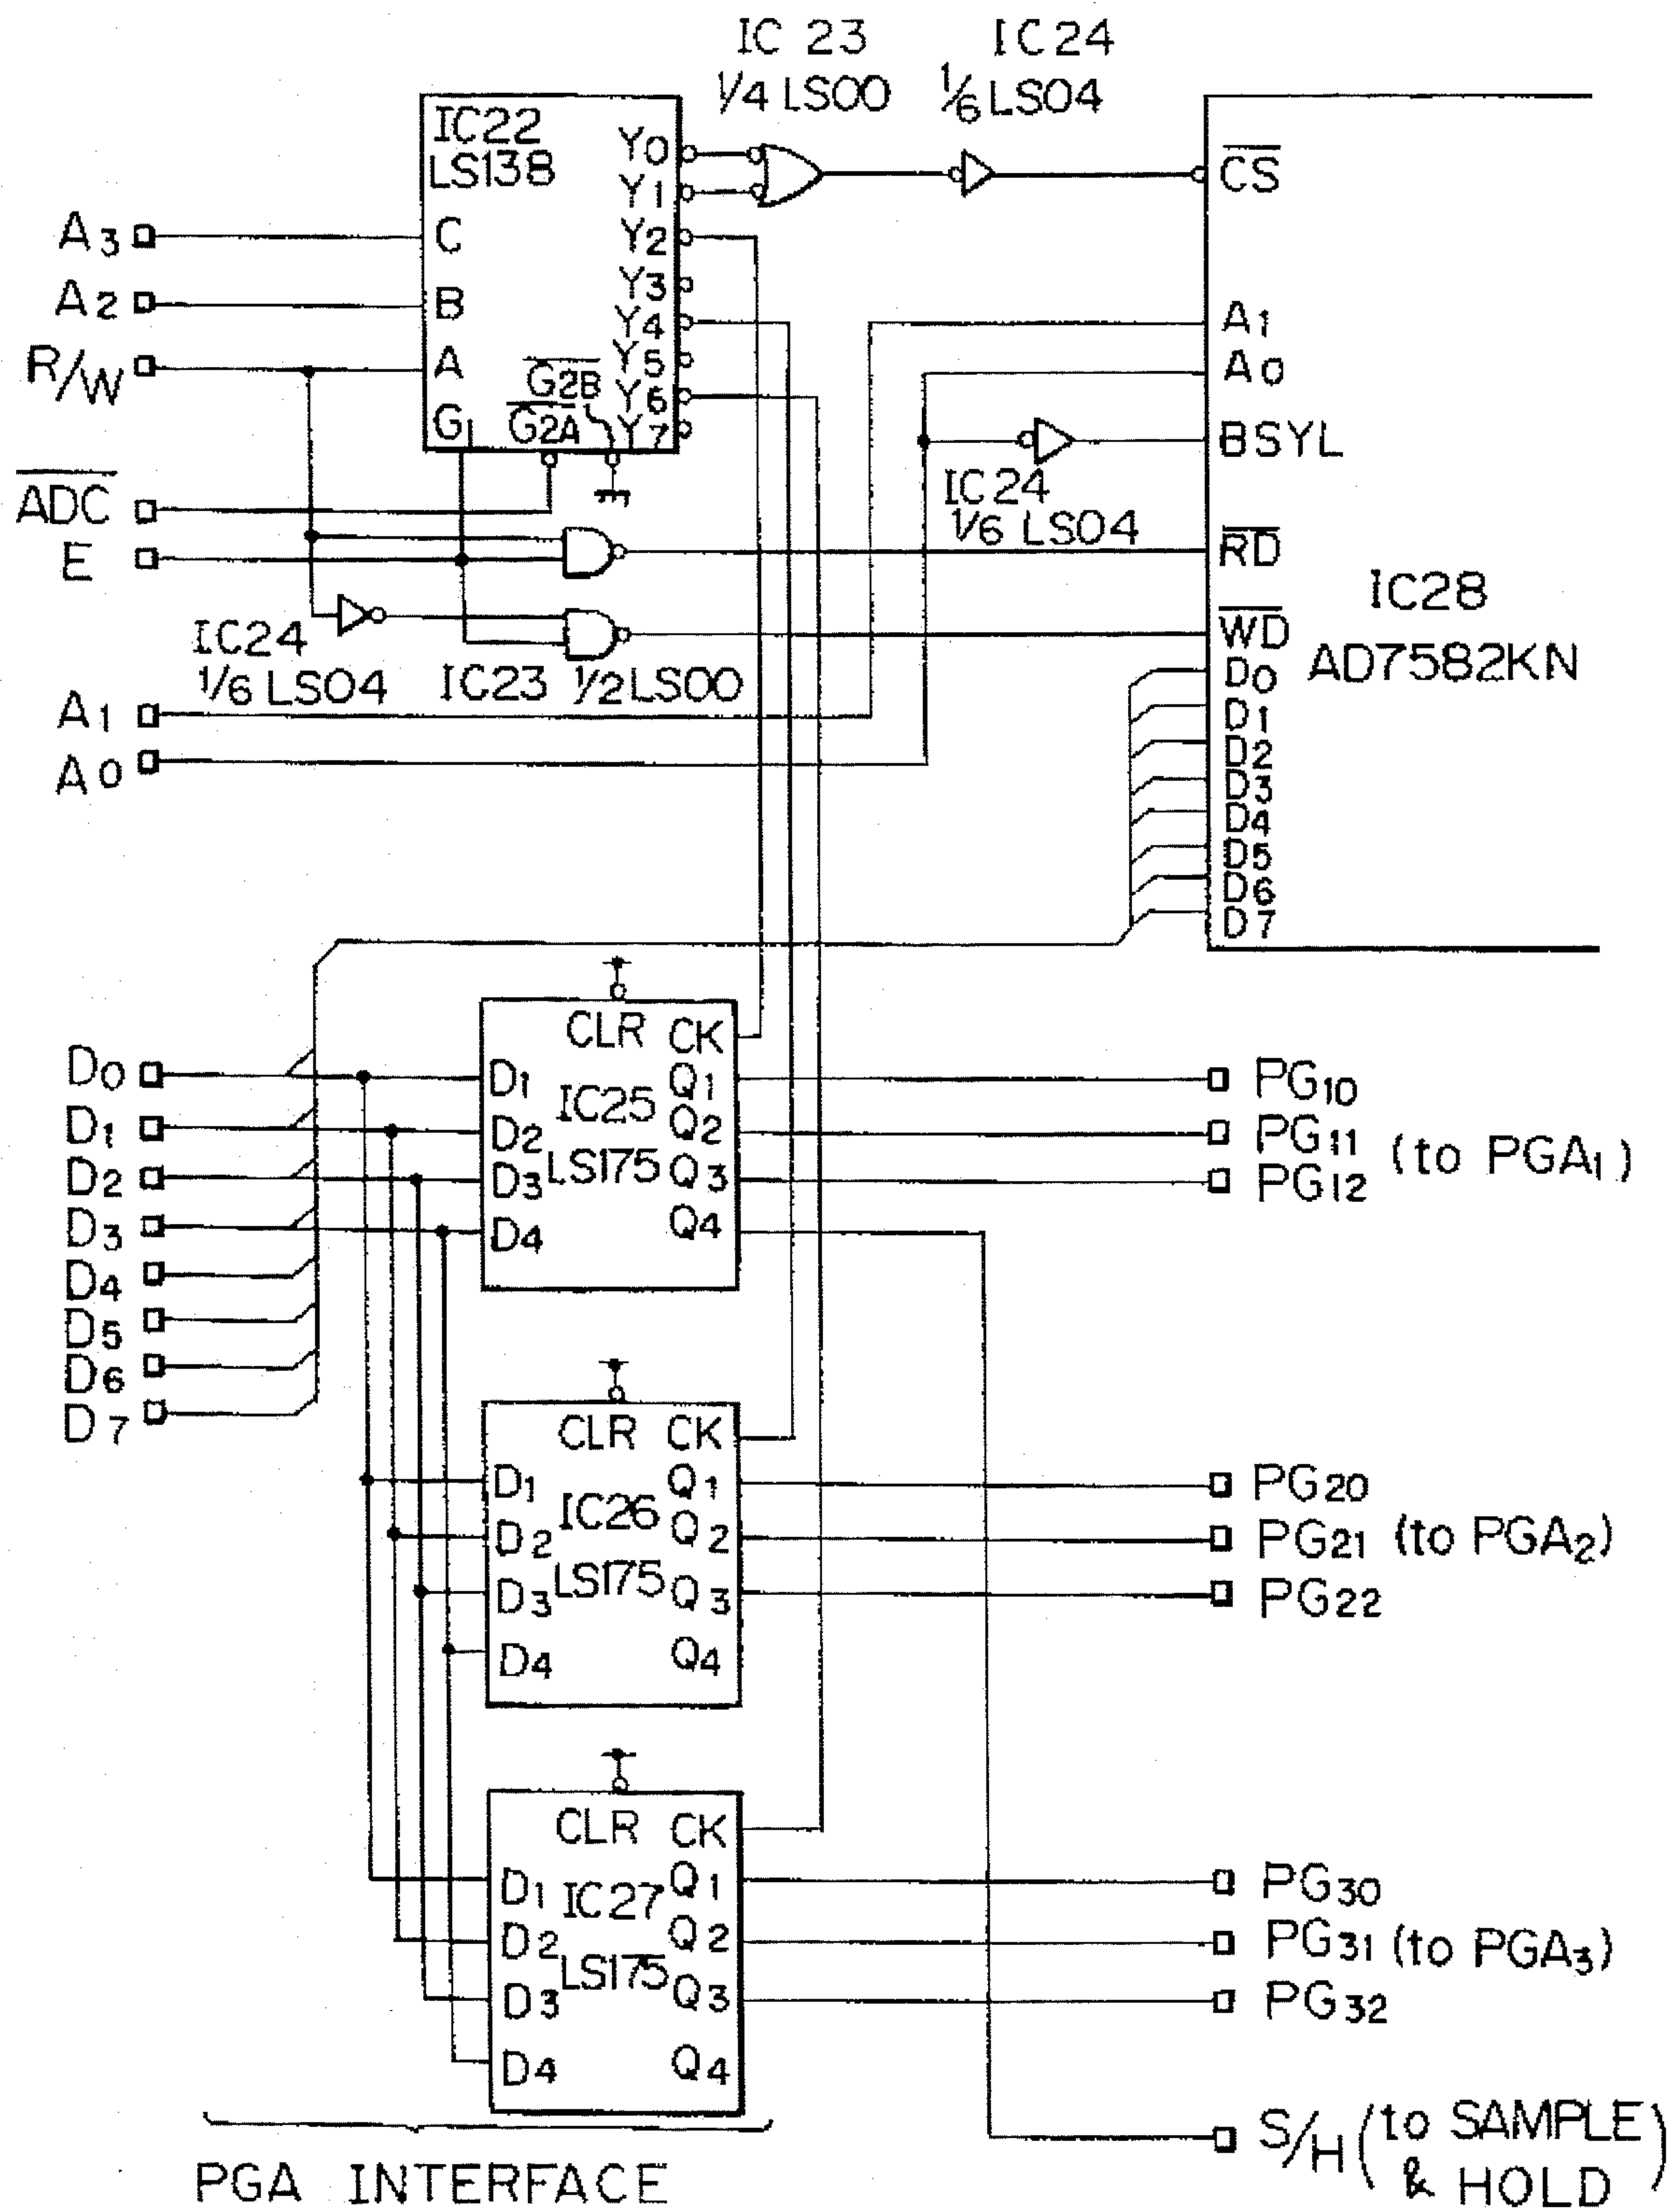 IC 23
1/4 LS00
IC24
1/6 LS04
IC22
LS138
Y0
Y1
Y2
Y3
Y4
Y5
Y6
Y7
C
B
A
G1
G2A
G2B
A3
A2
R/W
ADC
E
IC24
1/6 LS04
IC23 1/2 LS00
A1
A0
CS
A1
A0
BSYL
IC24
1/6 LS04
RD
WD
IC28
AD7582KN
D0
D1
D2
D3
D4
D5
D6
D7
D0
D1
D2
D3
D4
D5
D6
D7
CLR CK
D1 Q1
IC25
D2 Q2
LS175
D3 Q3
D4 Q4
PG10
PG11 (to PGA1)
PG12
CLR CK
D1 Q1
IC26
D2 Q2
LS175
D3 Q3
D4 Q4
PG20
PG21 (to PGA2)
PG22
CLR CK
D1 Q1
IC27
D2 Q2
LS175
D3 Q3
D4 Q4
PG30
PG31 (to PGA3)
PG32
S/H (to SAMPLE
& HOLD)
PGA INTERFACE